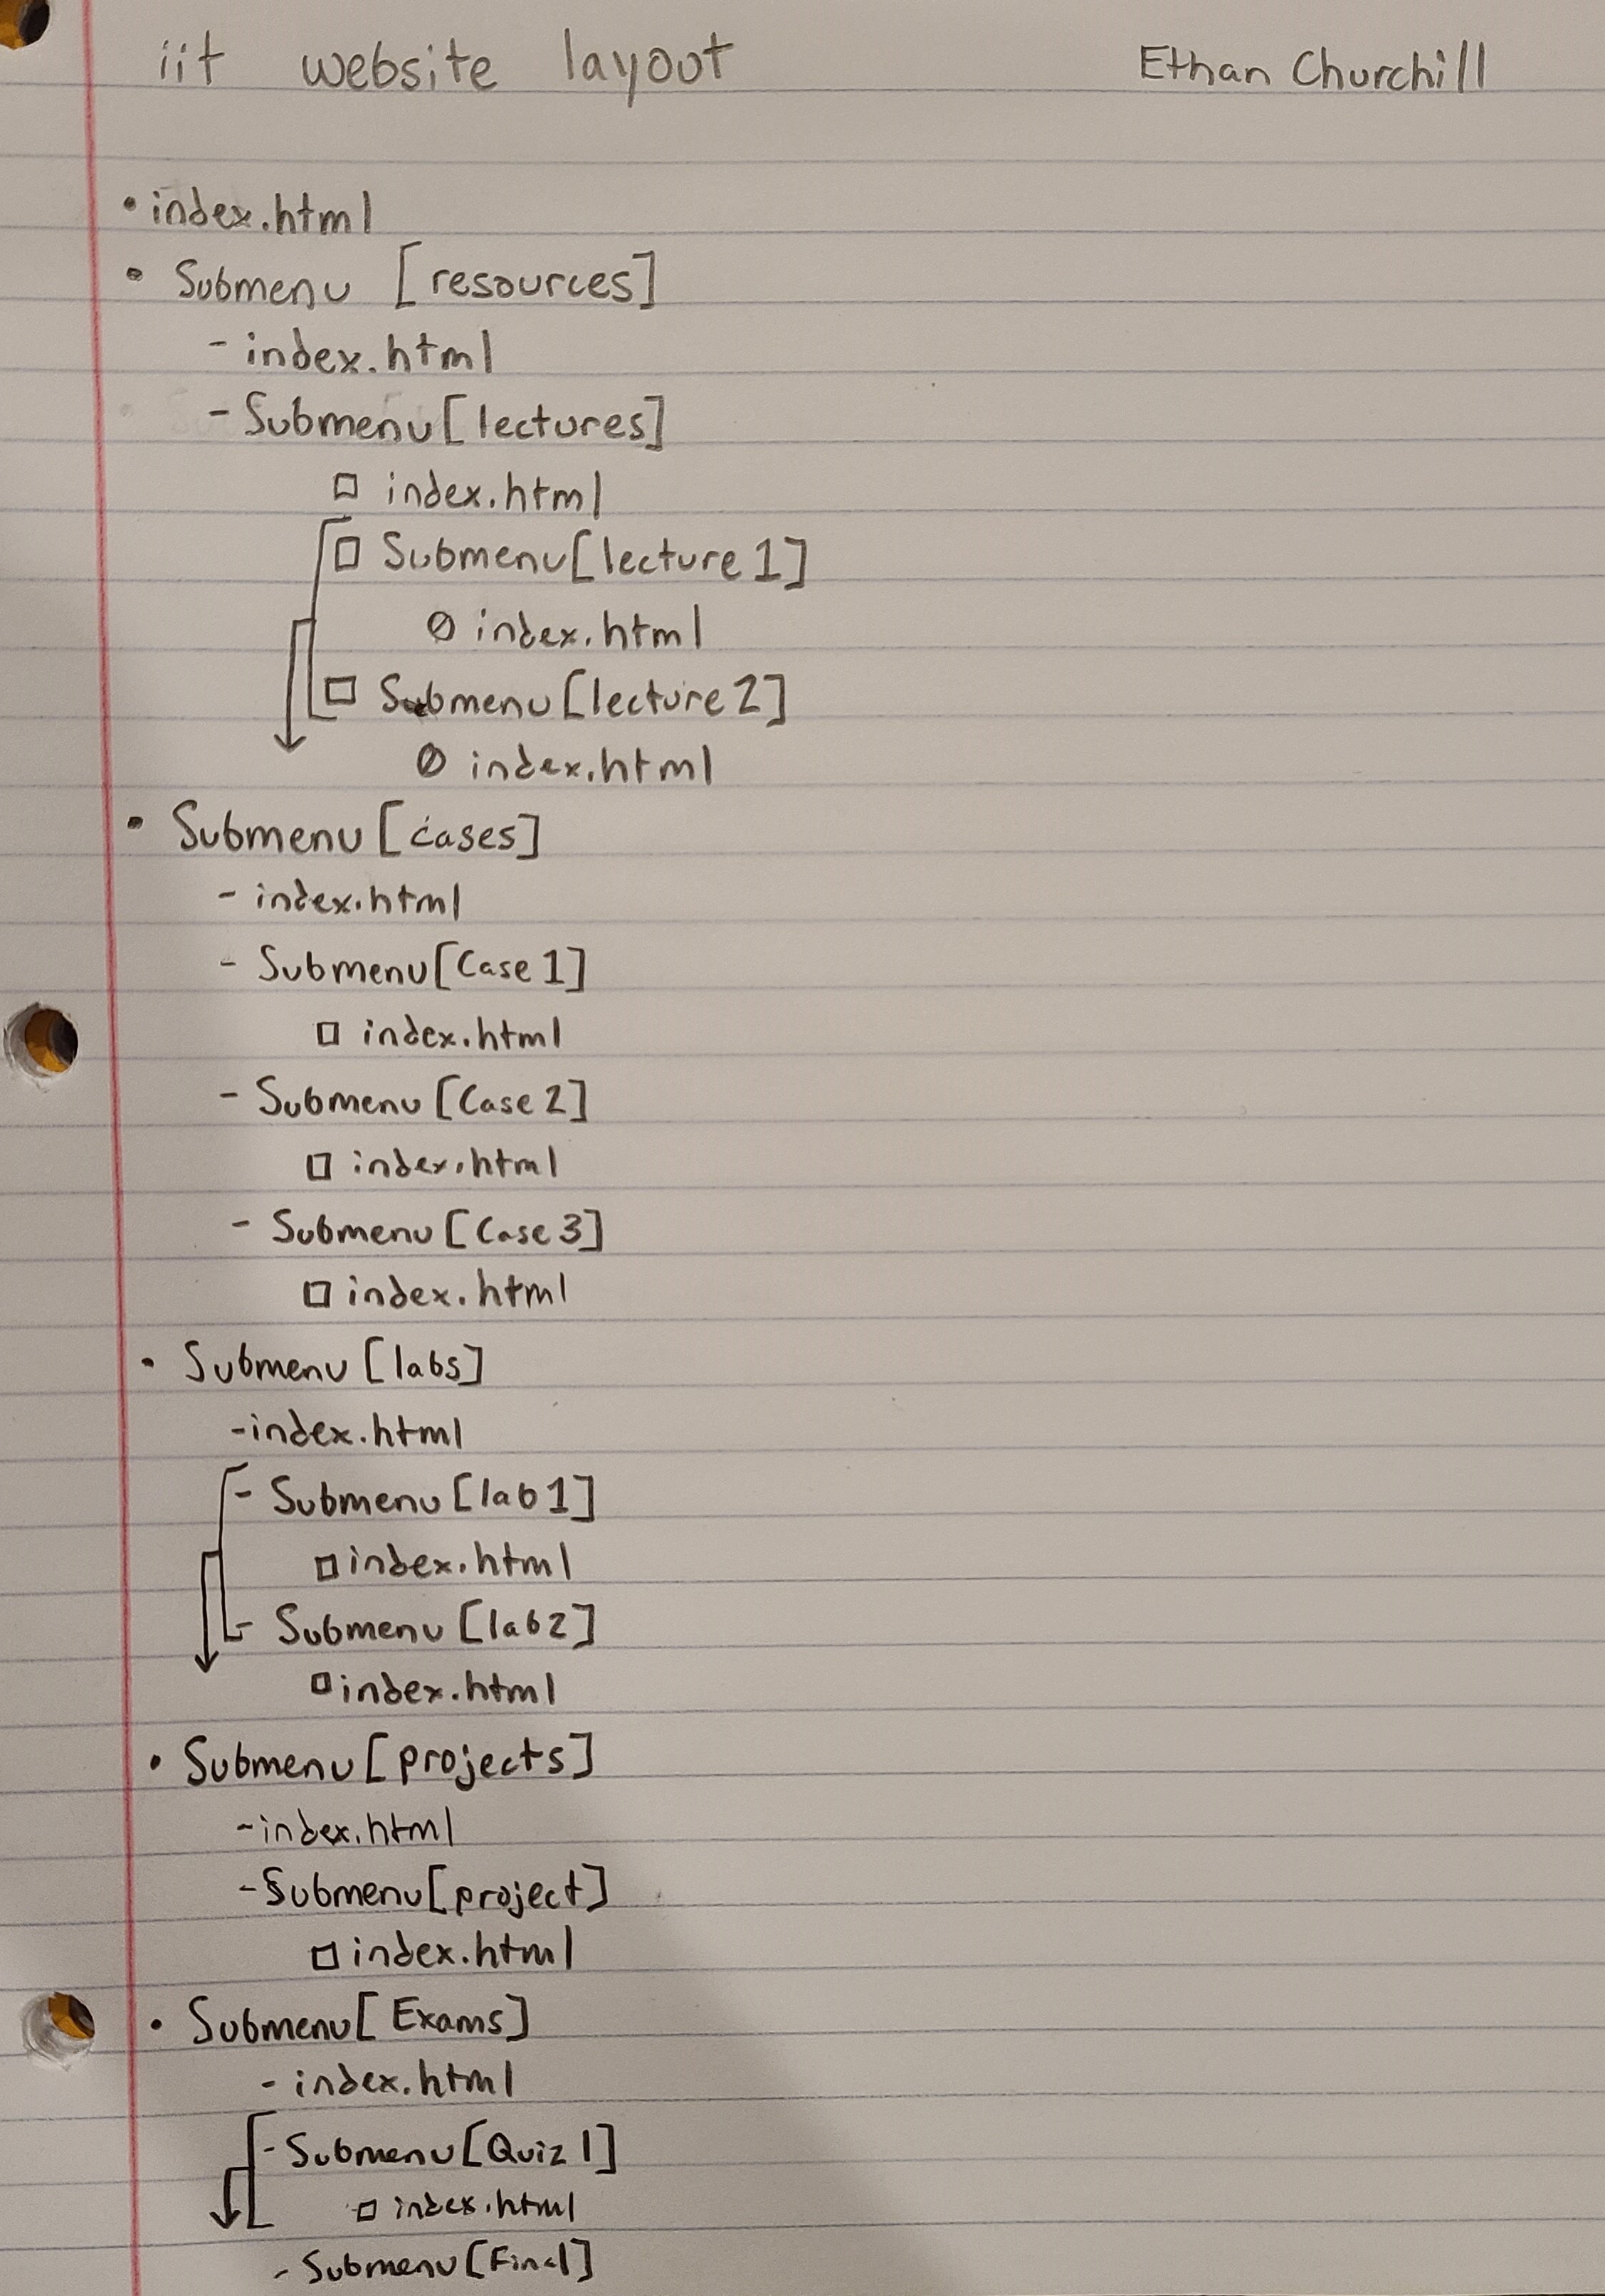 iit website layout Ethan Churchill
• index.html
• Submenu [resources]
- index.html
- Submenu[lectures]
□ index.html
□ Submenu[lecture 1]
∅ index.html
□ Submenu[lecture 2]
∅ index.html
• Submenu[cases]
- index.html
- Submenu[Case 1]
□ index.html
- Submenu[Case 2]
□ index.html
- Submenu[Case 3]
□ index.html
• Submenu[labs]
- index.html
- Submenu[lab 1]
□ index.html
- Submenu[lab 2]
□ index.html
• Submenu[projects]
- index.html
- Submenu[project]
□ index.html
• Submenu[Exams]
- index.html
- Submenu[Quiz 1]
□ index.html
- Submenu[Final]